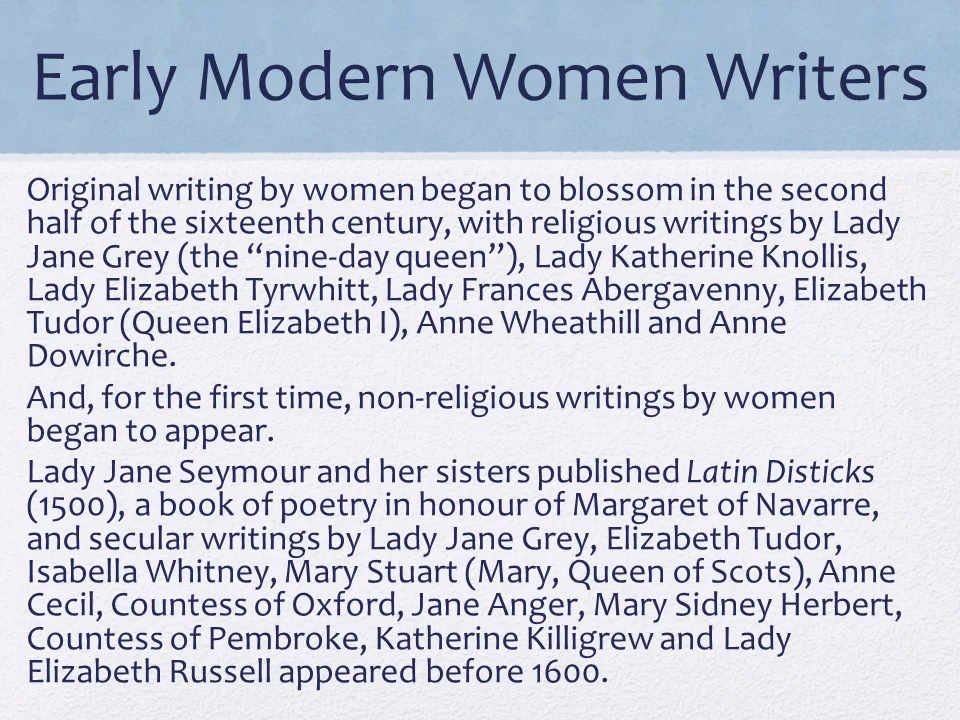 Early Modern Women Writers
Original writing by women began to blossom in the second
half of the sixteenth century, with religious writings by Lady
Jane Grey (the “nine-day queen”), Lady Katherine Knollis,
Lady Elizabeth Tyrwhitt, Lady Frances Abergavenny, Elizabeth
Tudor (Queen Elizabeth I), Anne Wheathill and Anne
Dowirche.
And, for the first time, non-religious writings by women
began to appear.
Lady Jane Seymour and her sisters published Latin Disticks
(1500), a book of poetry in honour of Margaret of Navarre,
and secular writings by Lady Jane Grey, Elizabeth Tudor,
Isabella Whitney, Mary Stuart (Mary, Queen of Scots), Anne
Cecil, Countess of Oxford, Jane Anger, Mary Sidney Herbert,
Countess of Pembroke, Katherine Killigrew and Lady
Elizabeth Russell appeared before 1600.